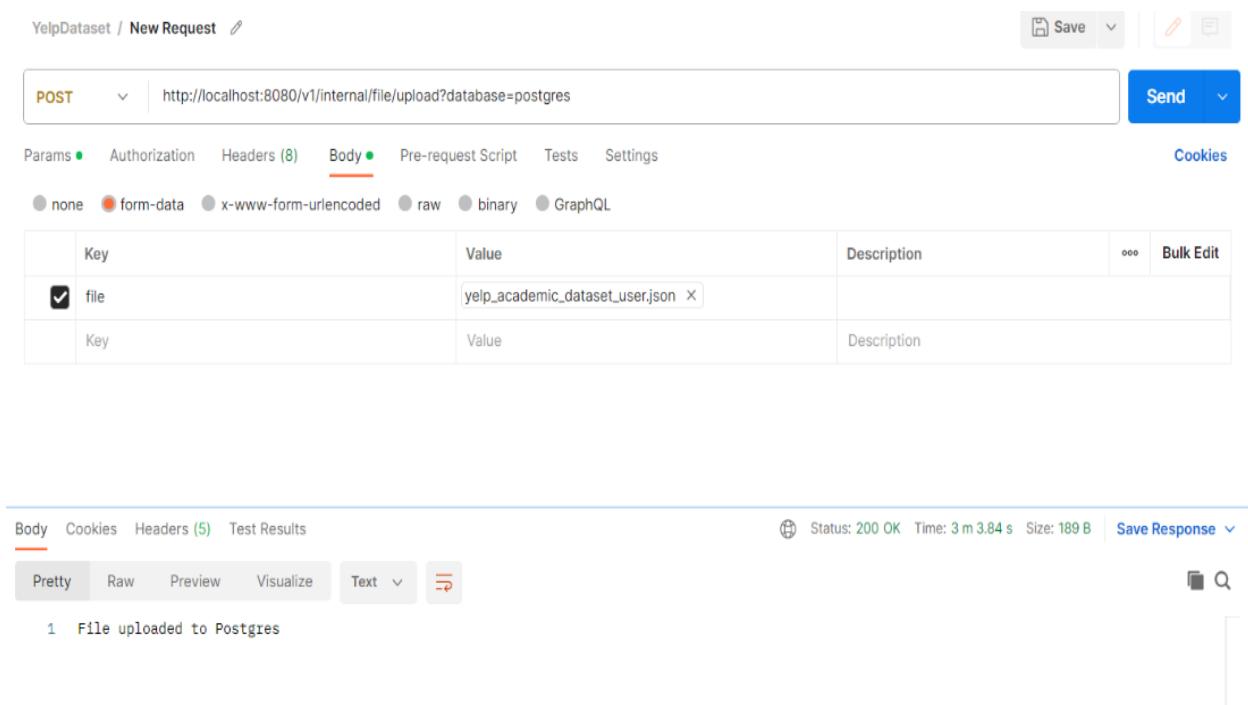 YelpDataset / New Request
Save
POST http://localhost:8080/v1/internal/file/upload?database=postgres Send
Params Authorization Headers (8) Body Pre-request Script Tests Settings Cookies
none form-data x-www-form-urlencoded raw binary GraphQL
Key Value Description ooo Bulk Edit
file yelp_academic_dataset_user.json
Key Value Description
Body Cookies Headers (5) Test Results Status: 200 OK Time: 3 m 3.84 s Size: 189 B Save Response
Pretty Raw Preview Visualize Text
1 File uploaded to Postgres